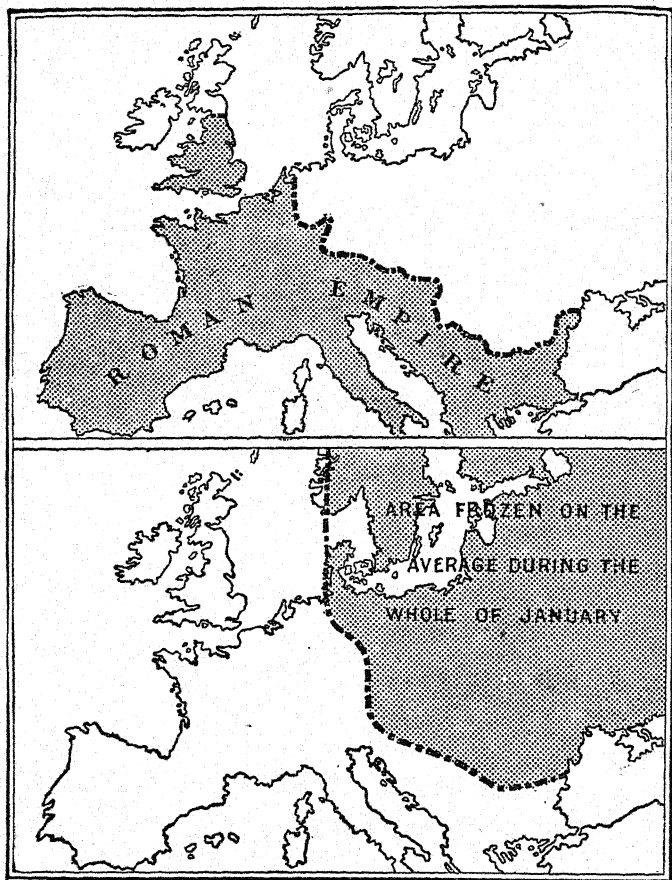 ROMAN EMPIRE
AREA FROZEN ON THE
AVERAGE DURING THE
WHOLE OF JANUARY